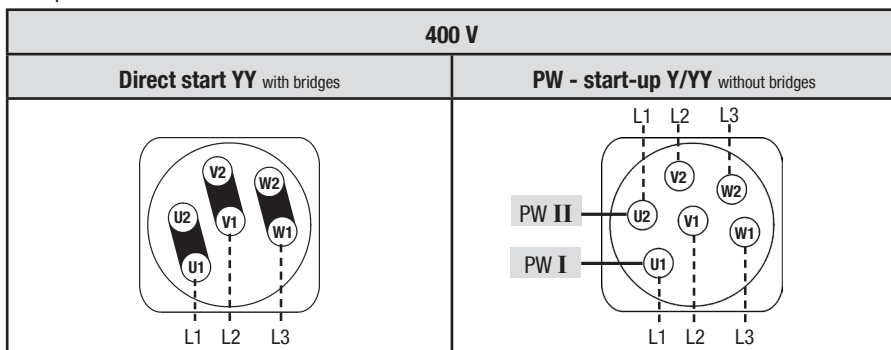 400 V
Direct start YY with bridges
PW - start-up Y/YY without bridges
V2
W2
U2
V1
W1
U1
L1 L2 L3
L1 L2 L3
V2
W2
PW II
U2
V1
W1
PW I
U1
L1 L2 L3